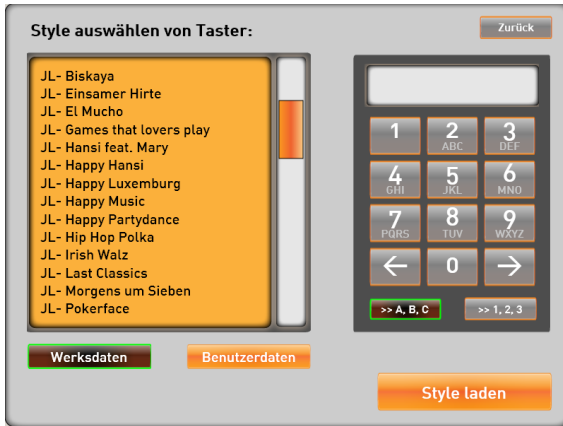 Style auswählen von Taster:
Zurück
JL- Biskaya
JL- Einsamer Hirte
JL- El Mucho
JL- Games that lovers play
JL- Hansi feat. Mary
JL- Happy Hansi
JL- Happy Luxemburg
JL- Happy Music
JL- Happy Partydance
JL- Hip Hop Polka
JL- Irish Walz
JL- Last Classics
JL- Morgens um Sieben
JL- Pokerface
1 2 3
ABC DEF
4 5 6
GHI JKL MNO
7 8 9
PQRS TUV WXYZ
← 0 →
>> A, B, C >> 1, 2, 3
Werksdaten Benutzerdaten
Style laden